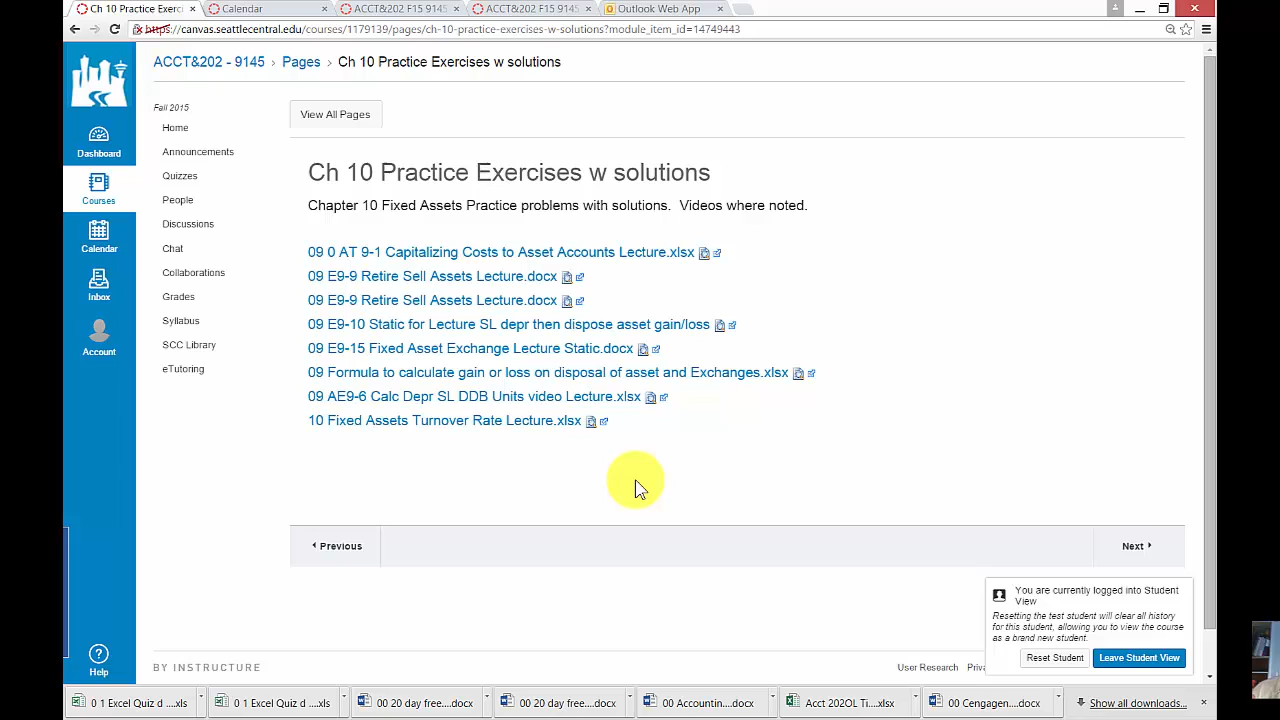 Ch 10 Practice Exerci
Calendar
ACCT&202 F15 9145
ACCT&202 F15 9145
Outlook Web App
https://canvas.seattlecentral.edu/courses/1179139/pages/ch-10-practice-exercises-w-solutions?module_item_id=14749443
ACCT&202 - 9145 › Pages › Ch 10 Practice Exercises w solutions
Fall 2015
Home
Announcements
Quizzes
People
Discussions
Chat
Collaborations
Grades
Syllabus
SCC Library
eTutoring
Dashboard
Courses
Calendar
Inbox
Account
Help
View All Pages
Ch 10 Practice Exercises w solutions
Chapter 10 Fixed Assets Practice problems with solutions. Videos where noted.
09 0 AT 9-1 Capitalizing Costs to Asset Accounts Lecture.xlsx
09 E9-9 Retire Sell Assets Lecture.docx
09 E9-9 Retire Sell Assets Lecture.docx
09 E9-10 Static for Lecture SL depr then dispose asset gain/loss
09 E9-15 Fixed Asset Exchange Lecture Static.docx
09 Formula to calculate gain or loss on disposal of asset and Exchanges.xlsx
09 AE9-6 Calc Depr SL DDB Units video Lecture.xlsx
10 Fixed Assets Turnover Rate Lecture.xlsx
Previous
Next
You are currently logged into Student
View
Resetting the test student will clear all history
for this student, allowing you to view the course
as a brand new student.
Reset Student
Leave Student View
BY INSTRUCTURE
User Research
Priva
0 1 Excel Quiz d ....xls
0 1 Excel Quiz d ....xls
00 20 day free....docx
00 20 day free....docx
00 Accountin....docx
Acct 202OL Ti....xlsx
00 Cengagen....docx
Show all downloads...